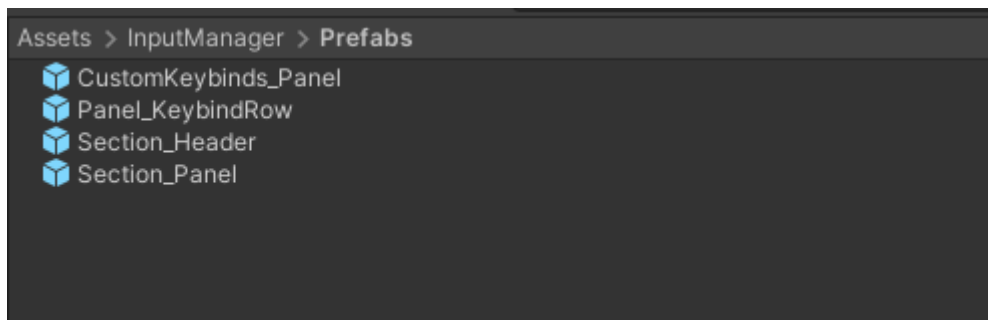 Assets > InputManager > Prefabs
CustomKeybinds_Panel
Panel_KeybindRow
Section_Header
Section_Panel